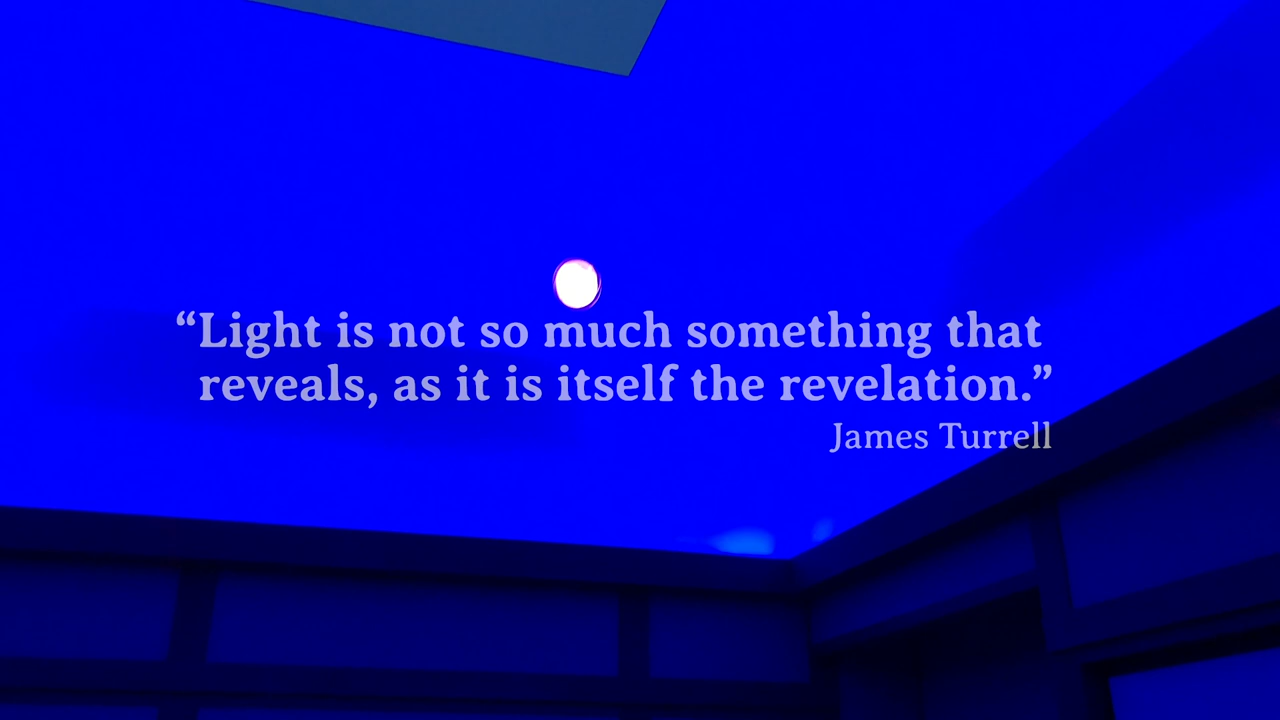 “Light is not so much something that
reveals, as it is itself the revelation.”
James Turrell